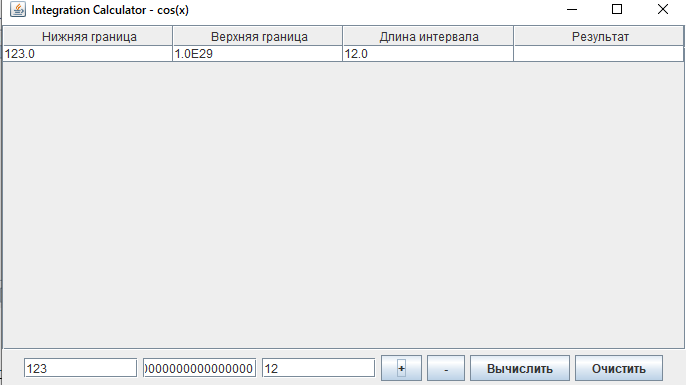 Integration Calculator - cos(x)
Нижняя граница Верхняя граница Длина интервала Результат
123.0 1.0E29 12.0
123 0000000000000000 12 + - Вычислить Очистить